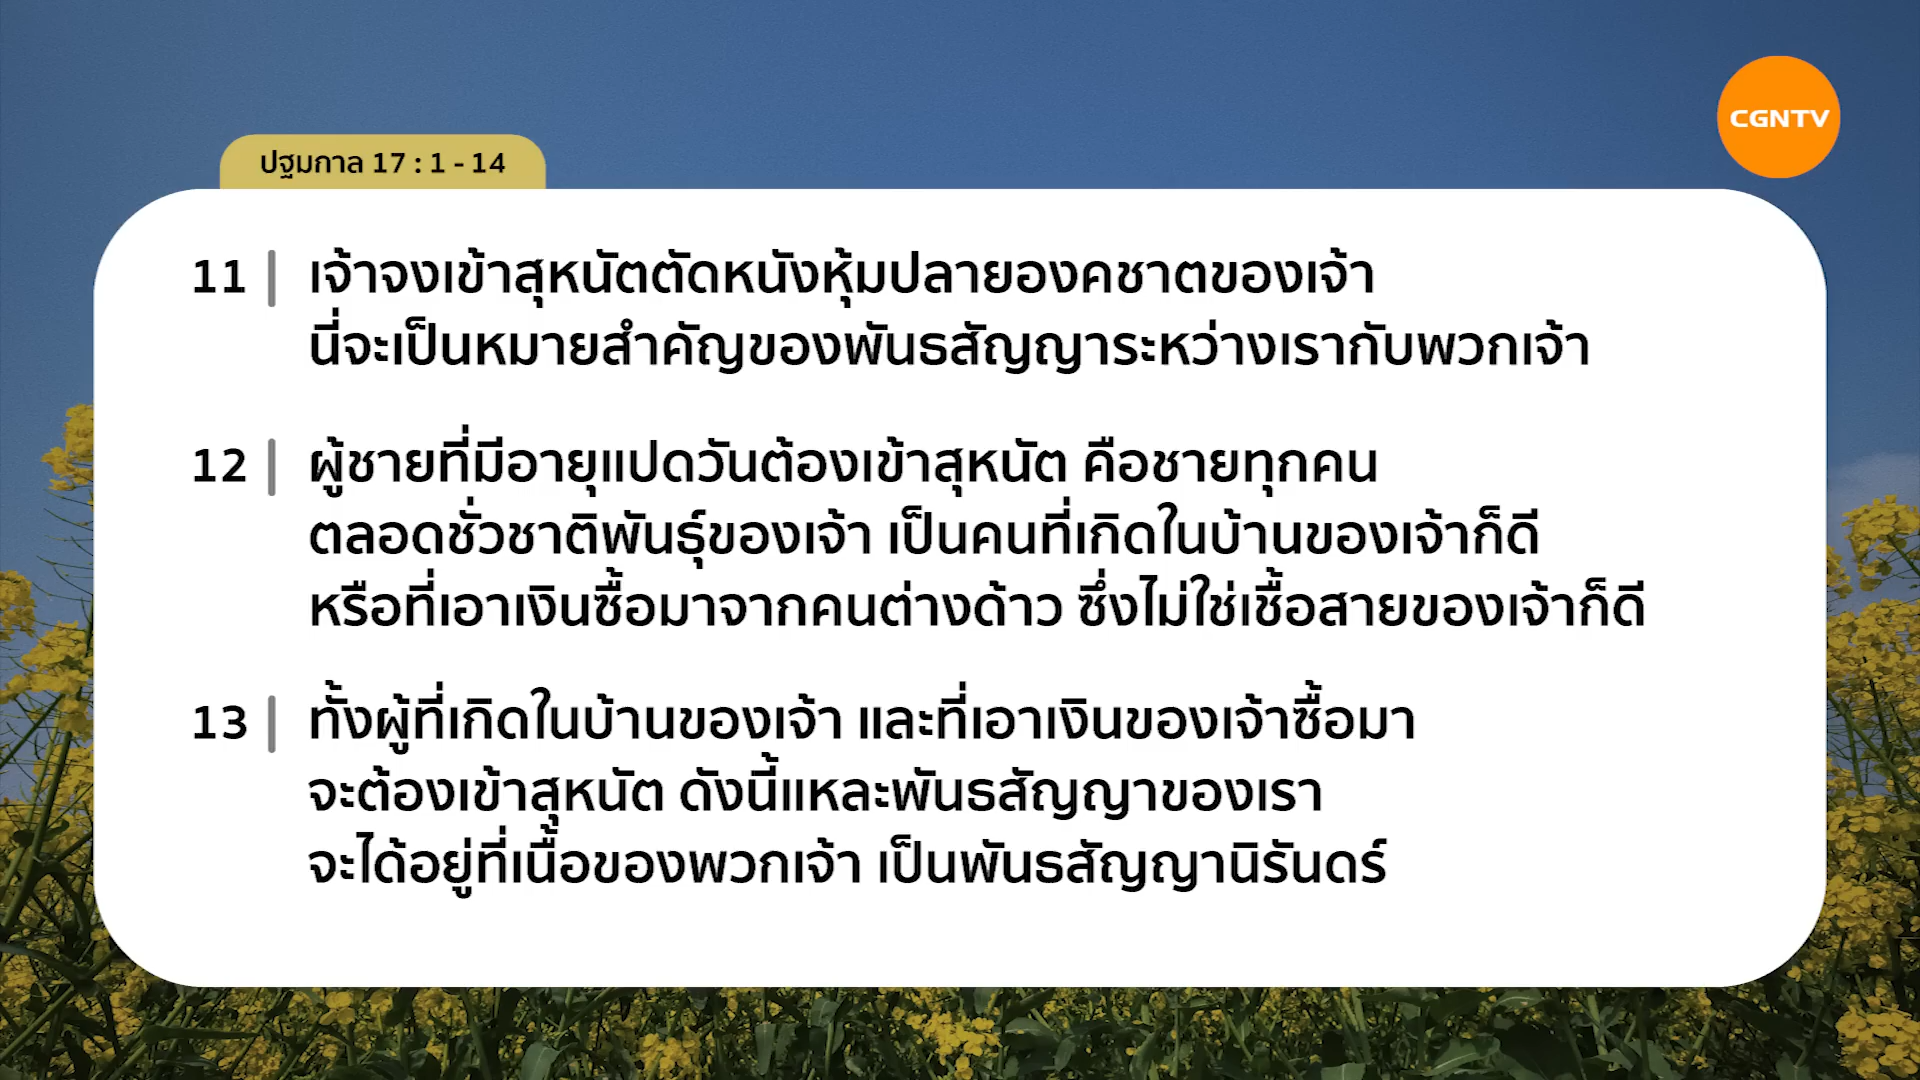 CGNTV
ปฐมกาล 17 : 1 - 14
11 | เจ้าจงเข้าสุหนัตตัดหนังหุ้มปลายองคชาตของเจ้า
นี่จะเป็นหมายสำคัญของพันธสัญญาระหว่างเรากับพวกเจ้า
12 | ผู้ชายที่มีอายุแปดวันต้องเข้าสุหนัต คือชายทุกคน
ตลอดชั่วชาติพันธุ์ของเจ้า เป็นคนที่เกิดในบ้านของเจ้าก็ดี
หรือที่เอาเงินซื้อมาจากคนต่างด้าว ซึ่งไม่ใช่เชื้อสายของเจ้าก็ดี
13 | ทั้งผู้ที่เกิดในบ้านของเจ้า และที่เอาเงินของเจ้าซื้อมา
จะต้องเข้าสุหนัต ดังนี้แหละพันธสัญญาของเรา
จะได้อยู่ที่เนื้อของพวกเจ้า เป็นพันธสัญญานิรันดร์